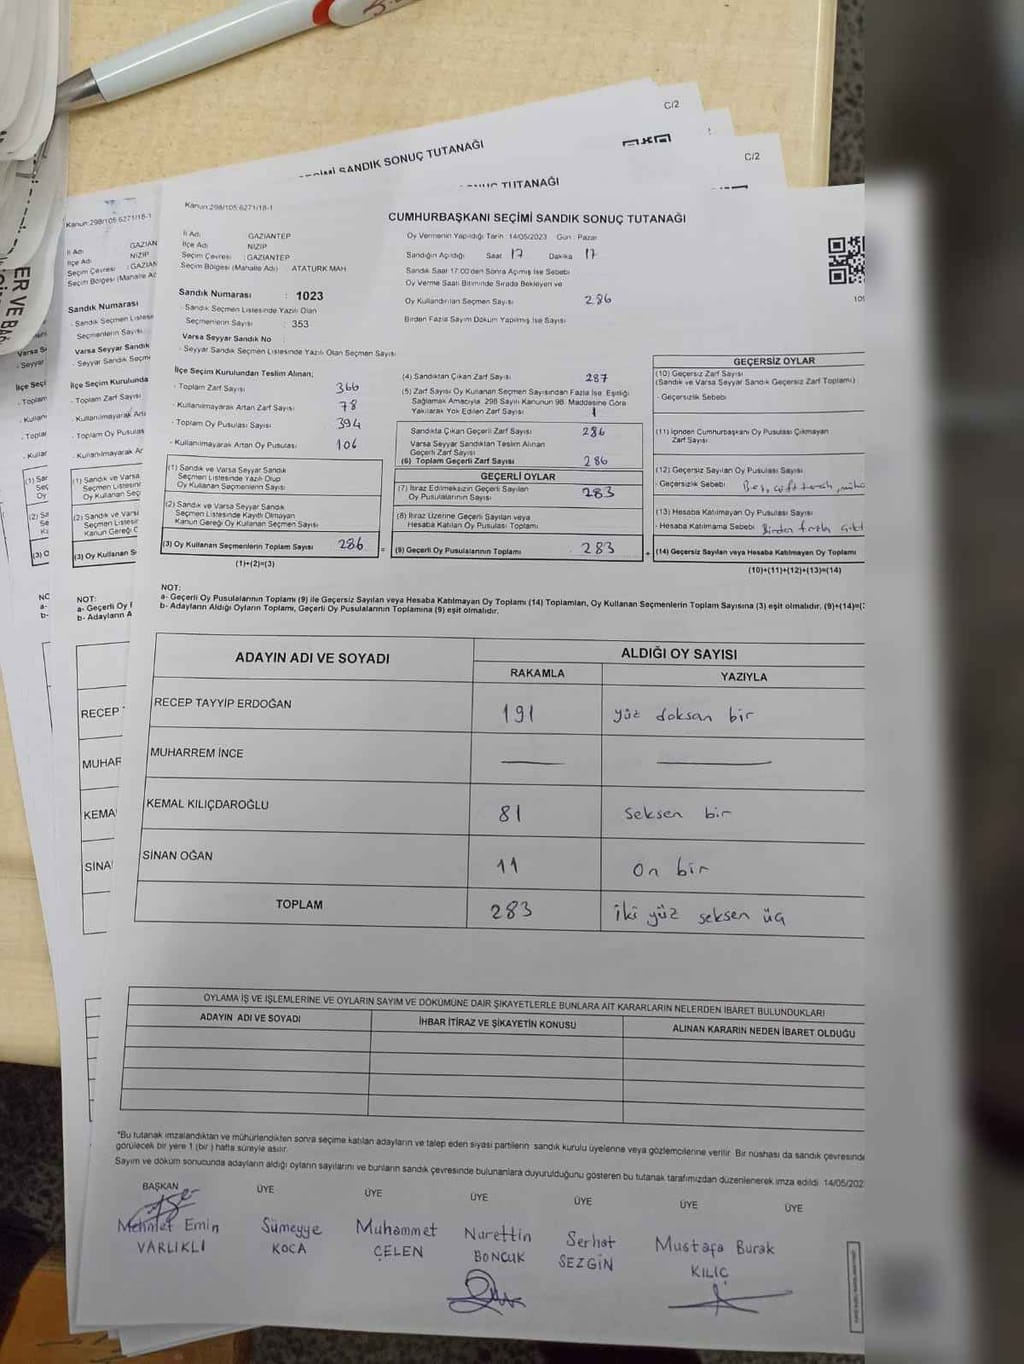 C/2
SANDIK SONUÇ TUTANAĞI
C/2
TUTANAĞI
Kanun:298/105 6271/18-1
Kanun:298/105 6271/18-1
CUMHURBAŞKANI SEÇİMİ SANDIK SONUÇ TUTANAĞI
İl Adı GAZİANTEP
İlçe Adı NİZİP
Seçim Çevresi : GAZİANTEP
Seçim Bölgesi (Mahalle Adı) ATATÜRK MAH
Oy Vermenin Yapıldığı Tarih : 14/05/2023 Gün : Pazar
Sandığın Açıldığı Saat 17 Dakika 17
Sandık Saat 17:00'den Sonra Açılmış İse Sebebi
Oy Verme Saati Bitiminde Sırada Bekleyen ve
Oy Kullandırılan Seçmen Sayısı 286
Birden Fazla Sayım Döküm Yapılmış İse Sayısı
Sandık Numarası : 1023
- Sandık Seçmen Listesinde Yazılı Olan
Seçmenlerin Sayısı : 353
Varsa Seyyar Sandık No
- Seyyar Sandık Seçmen Listesinde Yazılı Olan Seçmen Sayısı
İlçe Seçim Kurulundan Teslim Alınan;
- Toplam Zarf Sayısı 366
- Kullanılmayarak Artan Zarf Sayısı 78
- Toplam Oy Pusulası Sayısı 394
- Kullanılmayarak Artan Oy Pusulası 106
(1) Sandık ve Varsa Seyyar Sandık
Seçmen Listesinde Yazılı Olup
Oy Kullanan Seçmenlerin Sayısı
(2) Sandık ve Varsa Seyyar Sandık
Seçmen Listesinde Kayıtlı Olmayan
Kanun Gereği Oy Kullanan Seçmen Sayısı
(3) Oy Kullanan Seçmenlerin Toplam Sayısı 286
(1)+(2)=(3)
(4) Sandıktan Çıkan Zarf Sayısı 287
(5) Zarf Sayısı Oy Kullanan Seçmen Sayısından Fazla İse, Eşitliği
Sağlamak Amacıyla, 298 Sayılı Kanunun 98. Maddesine Göre
Yakılarak Yok Edilen Zarf Sayısı 1
Sandıkta Çıkan Geçerli Zarf Sayısı 286
Varsa Seyyar Sandıktan Teslim Alınan
Geçerli Zarf Sayısı
(6) Toplam Geçerli Zarf Sayısı 286
GEÇERLİ OYLAR
(7) İtiraz Edilmeksizin Geçerli Sayılan
Oy Pusulalarının Sayısı 283
(8) İtiraz Üzerine Geçerli Sayılan veya
Hesaba Katılan Oy Pusulası Toplamı
= (9) Geçerli Oy Pusulalarının Toplamı 283 +
GEÇERSİZ OYLAR
(10) Geçersiz Zarf Sayısı
(Sandık ve Varsa Seyyar Sandık Geçersiz Zarf Toplamı)
- Geçersizlik Sebebi
(11) İçinden Cumhurbaşkanı Oy Pusulası Çıkmayan
Zarf Sayısı
(12) Geçersiz Sayılan Oy Pusulası Sayısı
- Geçersizlik Sebebi Boş, çift tercih,
(13) Hesaba Katılmayan Oy Pusulası Sayısı
- Hesaba Katılmama Sebebi Birden fazla
(14) Geçersiz Sayılan veya Hesaba Katılmayan Oy Toplamı
(10)+(11)+(12)+(13)=(14)
NOT:
a- Geçerli Oy Pusulalarının Toplamı (9) ile Geçersiz Sayılan veya Hesaba Katılmayan Oy Toplamı (14) Toplamları, Oy Kullanan Seçmenlerin Toplam Sayısına (3) eşit olmalıdır. (9)+(14)=(
b- Adayların Aldığı Oyların Toplamı, Geçerli Oy Pusulalarının Toplamına (9) eşit olmalıdır.
ADAYIN ADI VE SOYADI ALDIĞI OY SAYISI
RAKAMLA YAZIYLA
RECEP TAYYİP ERDOĞAN 191 yüz doksan bir
MUHARREM İNCE
KEMAL KILIÇDAROĞLU 81 seksen bir
SİNAN OĞAN 11 On bir
TOPLAM 283 iki yüz seksen üç
OYLAMA İŞ VE İŞLEMLERİNE VE OYLARIN SAYIM VE DÖKÜMÜNE DAİR ŞİKAYETLERLE BUNLARA AİT KARARLARIN NELERDEN İBARET BULUNDUKLARI
ADAYIN ADI VE SOYADI İHBAR İTİRAZ VE ŞİKAYETİN KONUSU ALINAN KARARIN NEDEN İBARET OLDUĞU
*Bu tutanak imzalandıktan ve mühürlendikten sonra seçime katılan adayların ve talep eden siyasi partilerin sandık kurulu üyelerine veya gözlemcilerine verilir. Bir nüshası da sandık çevresinde
görülecek bir yere 1 (bir) hafta süreyle asılır.
Sayım ve döküm sonucunda adayların aldığı oyların sayılarını ve bunların sandık çevresinde bulunanlara duyurulduğunu gösteren bu tutanak tarafımızdan düzenlenerek imza edildi. 14/05/202
BAŞKAN ÜYE ÜYE ÜYE ÜYE ÜYE ÜYE
Mehmet Emin VARLIKLI
Sümeyye KOCA
Muhammet ÇELEN
Nurettin BONCUK
Serhat SEZGİN
Mustafa Burak KILIÇ